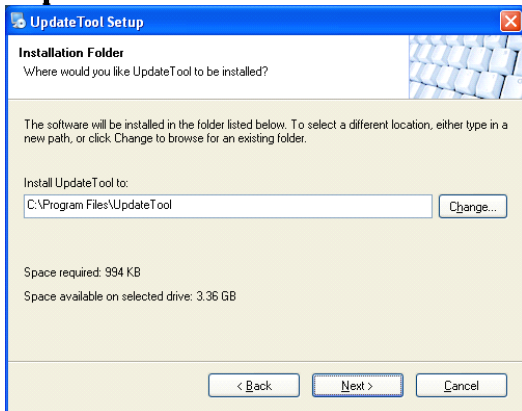 UpdateTool Setup
Installation Folder
Where would you like UpdateTool to be installed?
The software will be installed in the folder listed below. To select a different location, either type in a
new path, or click Change to browse for an existing folder.
Install UpdateTool to:
C:\Program Files\UpdateTool
Change...
Space required: 994 KB
Space available on selected drive: 3.36 GB
< Back
Next >
Cancel